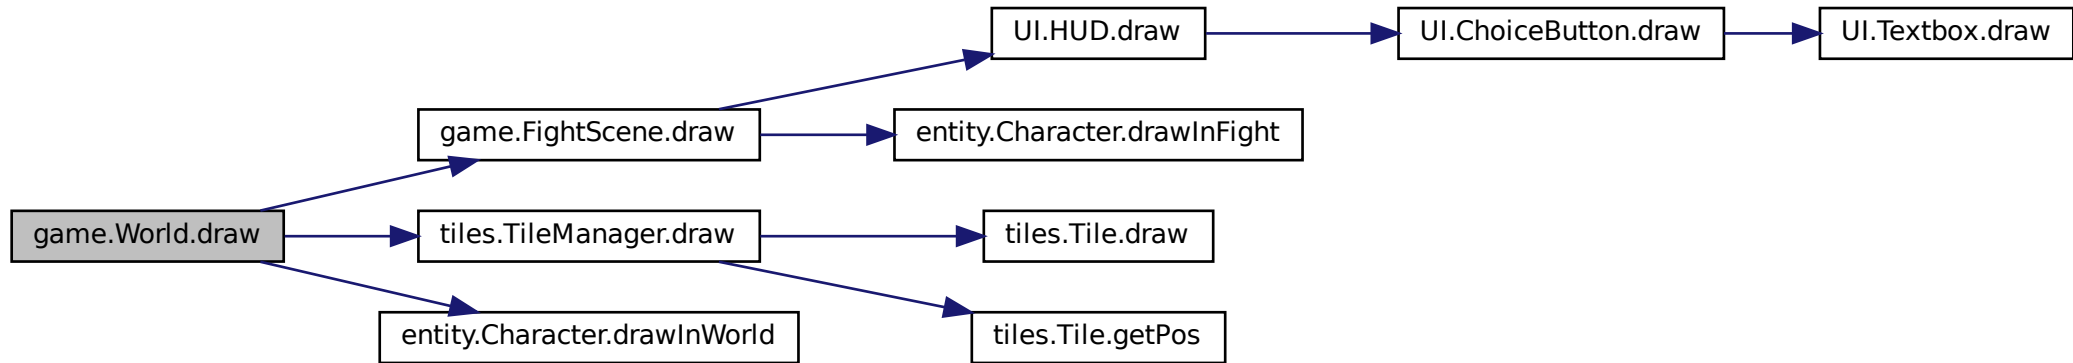 UI.HUD.draw
UI.ChoiceButton.draw
UI.Textbox.draw
game.FightScene.draw
entity.Character.drawInFight
game.World.draw
tiles.TileManager.draw
tiles.Tile.draw
entity.Character.drawInWorld
tiles.Tile.getPos